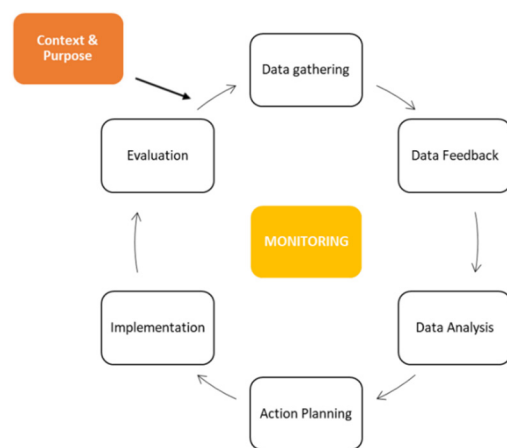 Context &
Purpose
Data gathering
Evaluation
Data Feedback
MONITORING
Implementation
Data Analysis
Action Planning